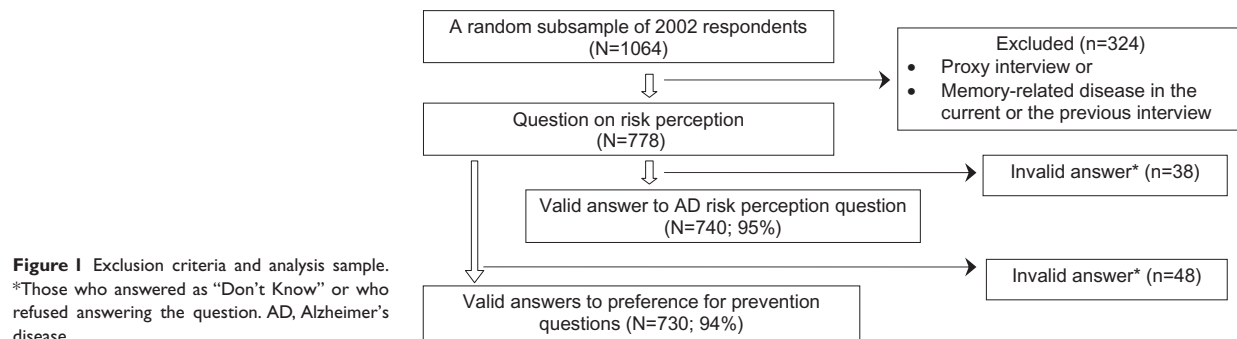 A random subsample of 2002 respondents
(N=1064)
Excluded (n=324)
• Proxy interview or
• Memory-related disease in the
current or the previous interview
Question on risk perception
(N=778)
Invalid answer* (n=38)
Valid answer to AD risk perception question
(N=740; 95%)
Invalid answer* (n=48)
Valid answers to preference for prevention
questions (N=730; 94%)
Figure 1 Exclusion criteria and analysis sample.
*Those who answered as “Don’t Know” or who
refused answering the question. AD, Alzheimer’s
disease